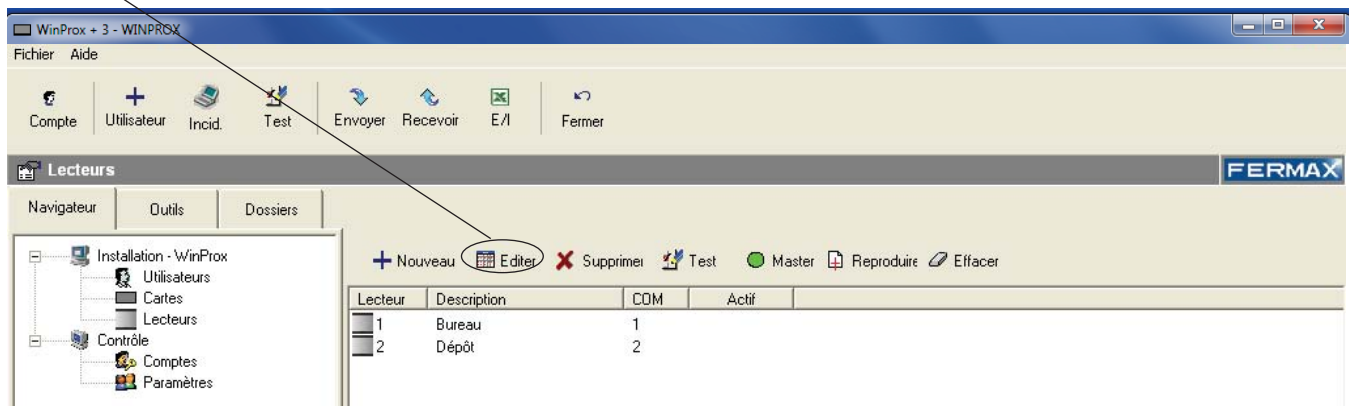 WinProx + 3 - WINPROX
Fichier Aide
Compte Utilisateur Incid. Test Envoyer Recevoir E/I Fermer
Lecteurs FERMAX
Navigateur Outils Dossiers
Nouveau Editer Supprimer Test Master Reproduire Effacer
Installation - WinProx
Utilisateurs
Cartes
Lecteurs
Contrôle
Comptes
Paramètres
Lecteur Description COM Actif
1 Bureau 1
2 Dépôt 2